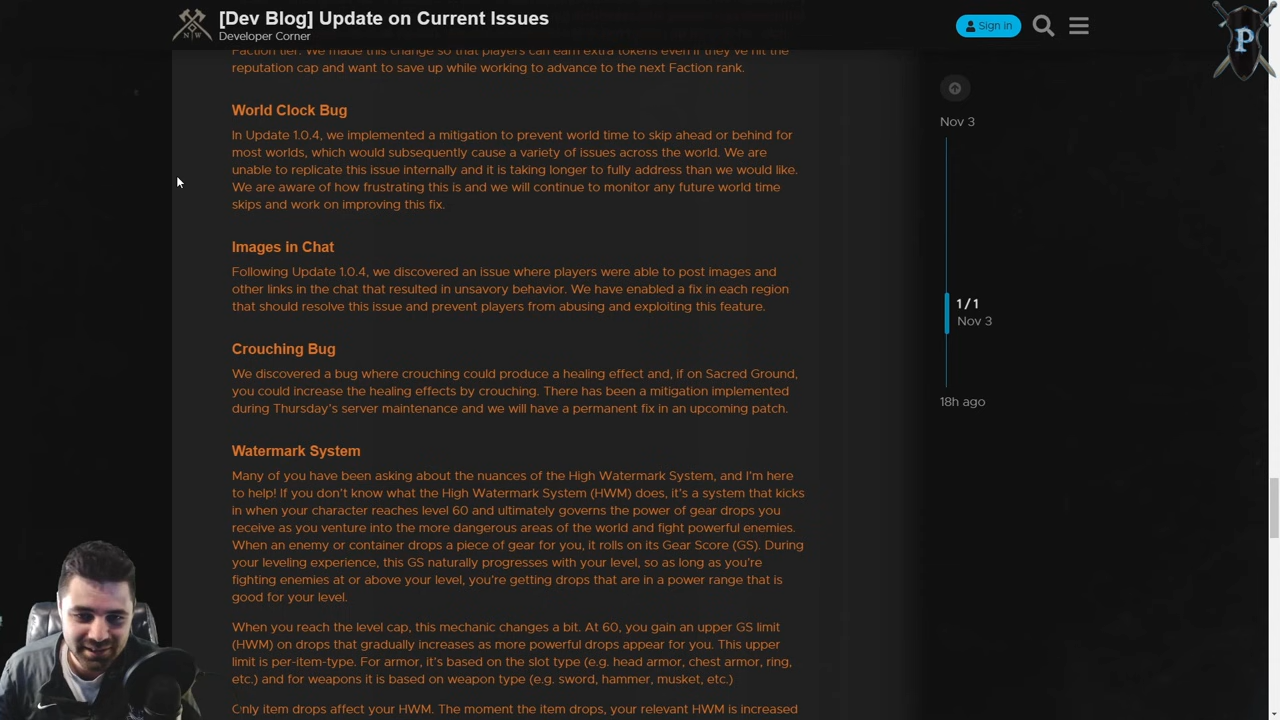 [Dev Blog] Update on Current Issues
Developer Corner
N W
Sign in
P
Faction tier. We made this change so that players can earn extra tokens even if they've hit the
reputation cap and want to save up while working to advance to the next Faction rank.
World Clock Bug
In Update 1.0.4, we implemented a mitigation to prevent world time to skip ahead or behind for
most worlds, which would subsequently cause a variety of issues across the world. We are
unable to replicate this issue internally and it is taking longer to fully address than we would like.
We are aware of how frustrating this is and we will continue to monitor any future world time
skips and work on improving this fix.
Images in Chat
Following Update 1.0.4, we discovered an issue where players were able to post images and
other links in the chat that resulted in unsavory behavior. We have enabled a fix in each region
that should resolve this issue and prevent players from abusing and exploiting this feature.
Crouching Bug
We discovered a bug where crouching could produce a healing effect and, if on Sacred Ground,
you could increase the healing effects by crouching. There has been a mitigation implemented
during Thursday's server maintenance and we will have a permanent fix in an upcoming patch.
Watermark System
Many of you have been asking about the nuances of the High Watermark System, and I'm here
to help! If you don't know what the High Watermark System (HWM) does, it's a system that kicks
in when your character reaches level 60 and ultimately governs the power of gear drops you
receive as you venture into the more dangerous areas of the world and fight powerful enemies.
When an enemy or container drops a piece of gear for you, it rolls on its Gear Score (GS). During
your leveling experience, this GS naturally progresses with your level, so as long as you're
fighting enemies at or above your level, you're getting drops that are in a power range that is
good for your level.
When you reach the level cap, this mechanic changes a bit. At 60, you gain an upper GS limit
(HWM) on drops that gradually increases as more powerful drops appear for you. This upper
limit is per-item-type. For armor, it's based on the slot type (e.g. head armor, chest armor, ring,
etc.) and for weapons it is based on weapon type (e.g. sword, hammer, musket, etc.)
Only item drops affect your HWM. The moment the item drops, your relevant HWM is increased
Nov 3
1 / 1
Nov 3
18h ago